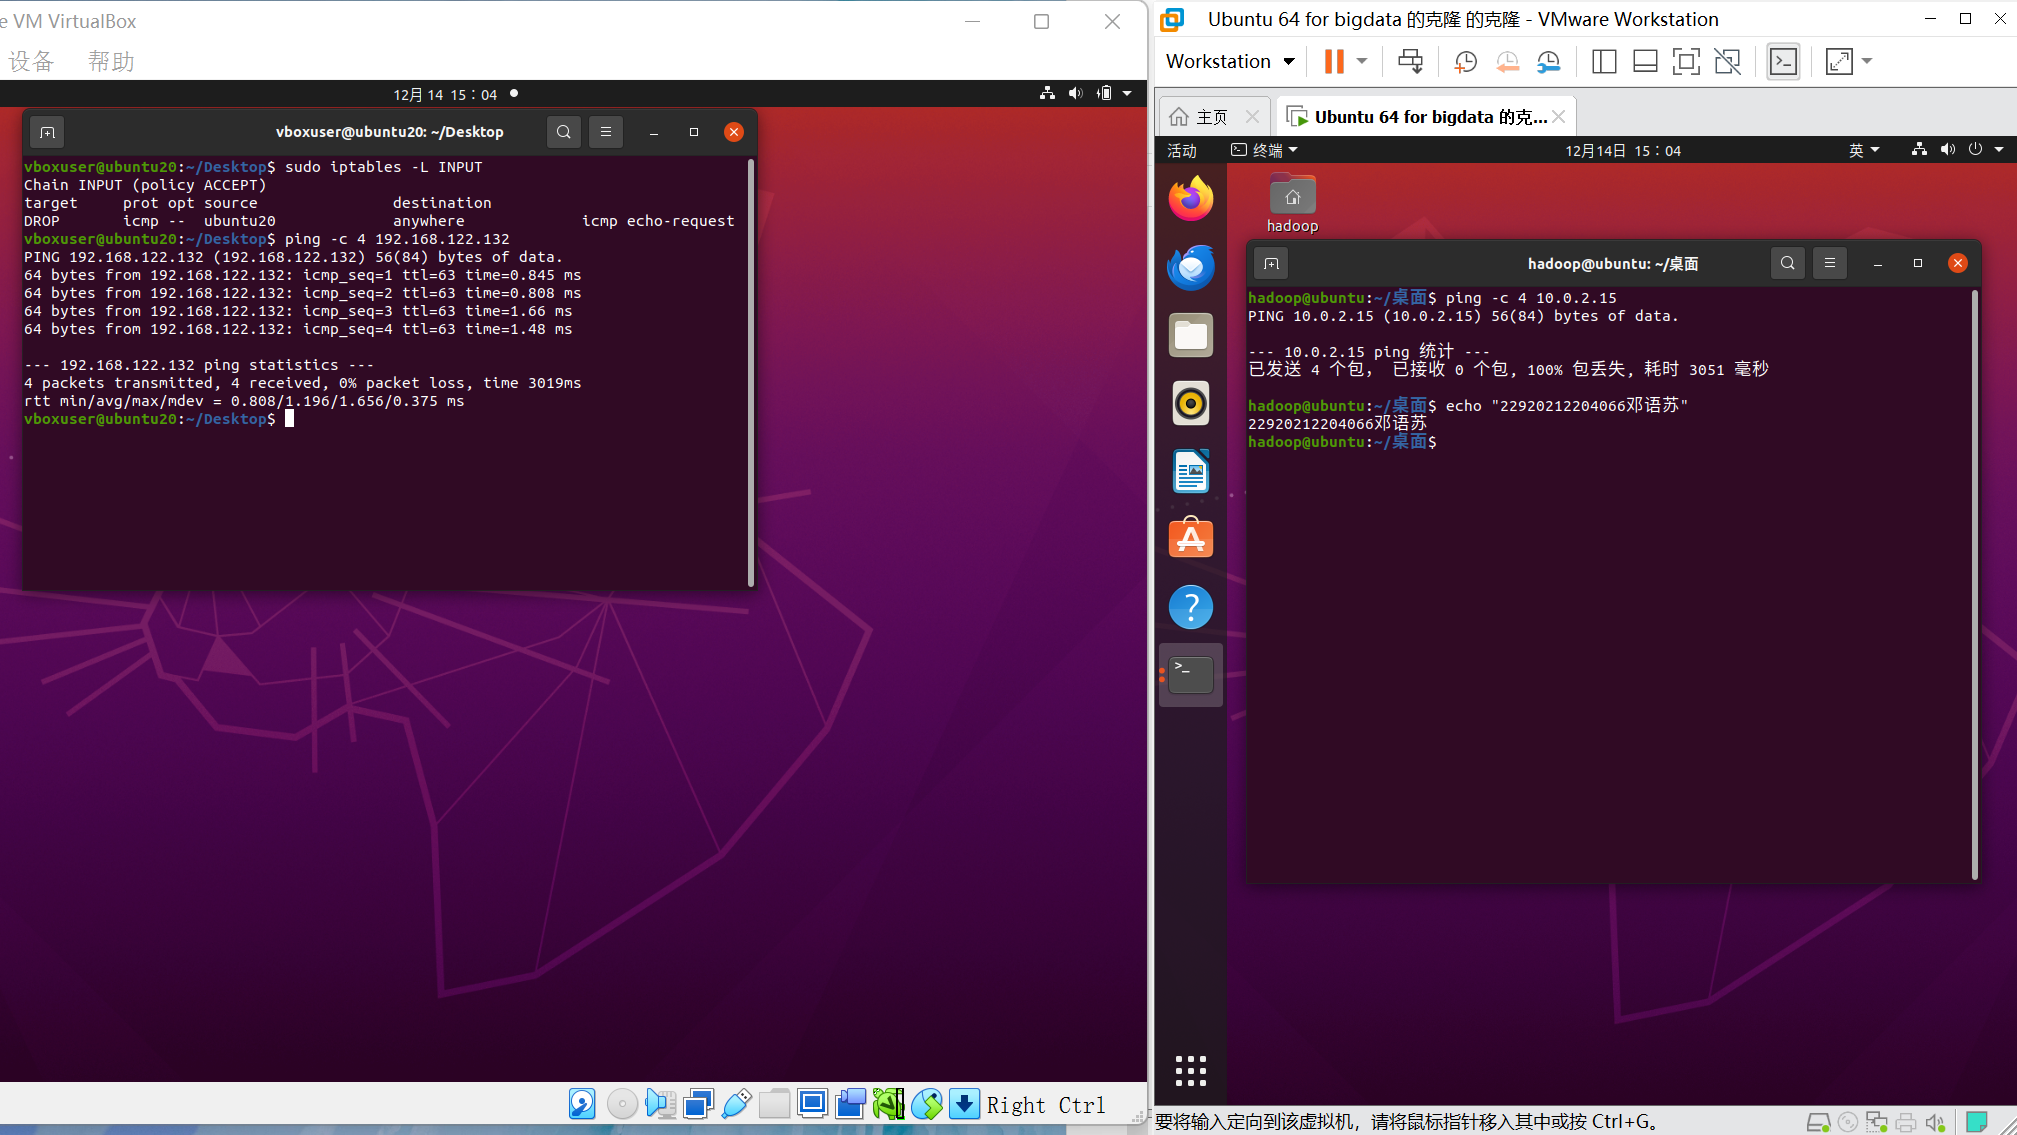 e VM VirtualBox
设备 帮助
12月 14 15：04
vboxuser@ubuntu20: ~/Desktop
vboxuser@ubuntu20:~/Desktop$ sudo iptables -L INPUT
Chain INPUT (policy ACCEPT)
target     prot opt source               destination
DROP       icmp --  ubuntu20             anywhere             icmp echo-request
vboxuser@ubuntu20:~/Desktop$ ping -c 4 192.168.122.132
PING 192.168.122.132 (192.168.122.132) 56(84) bytes of data.
64 bytes from 192.168.122.132: icmp_seq=1 ttl=63 time=0.845 ms
64 bytes from 192.168.122.132: icmp_seq=2 ttl=63 time=0.808 ms
64 bytes from 192.168.122.132: icmp_seq=3 ttl=63 time=1.66 ms
64 bytes from 192.168.122.132: icmp_seq=4 ttl=63 time=1.48 ms
--- 192.168.122.132 ping statistics ---
4 packets transmitted, 4 received, 0% packet loss, time 3019ms
rtt min/avg/max/mdev = 0.808/1.196/1.656/0.375 ms
vboxuser@ubuntu20:~/Desktop$
Right Ctrl
Ubuntu 64 for bigdata 的克隆 的克隆 - VMware Workstation
Workstation
主页
Ubuntu 64 for bigdata 的克...
活动 终端 12月14日 15：04 英
hadoop
hadoop@ubuntu: ~/桌面
hadoop@ubuntu:~/桌面$ ping -c 4 10.0.2.15
PING 10.0.2.15 (10.0.2.15) 56(84) bytes of data.
--- 10.0.2.15 ping 统计 ---
已发送 4 个包， 已接收 0 个包, 100% 包丢失, 耗时 3051 毫秒
hadoop@ubuntu:~/桌面$ echo "22920212204066邓语苏"
22920212204066邓语苏
hadoop@ubuntu:~/桌面$
要将输入定向到该虚拟机，请将鼠标指针移入其中或按 Ctrl+G。